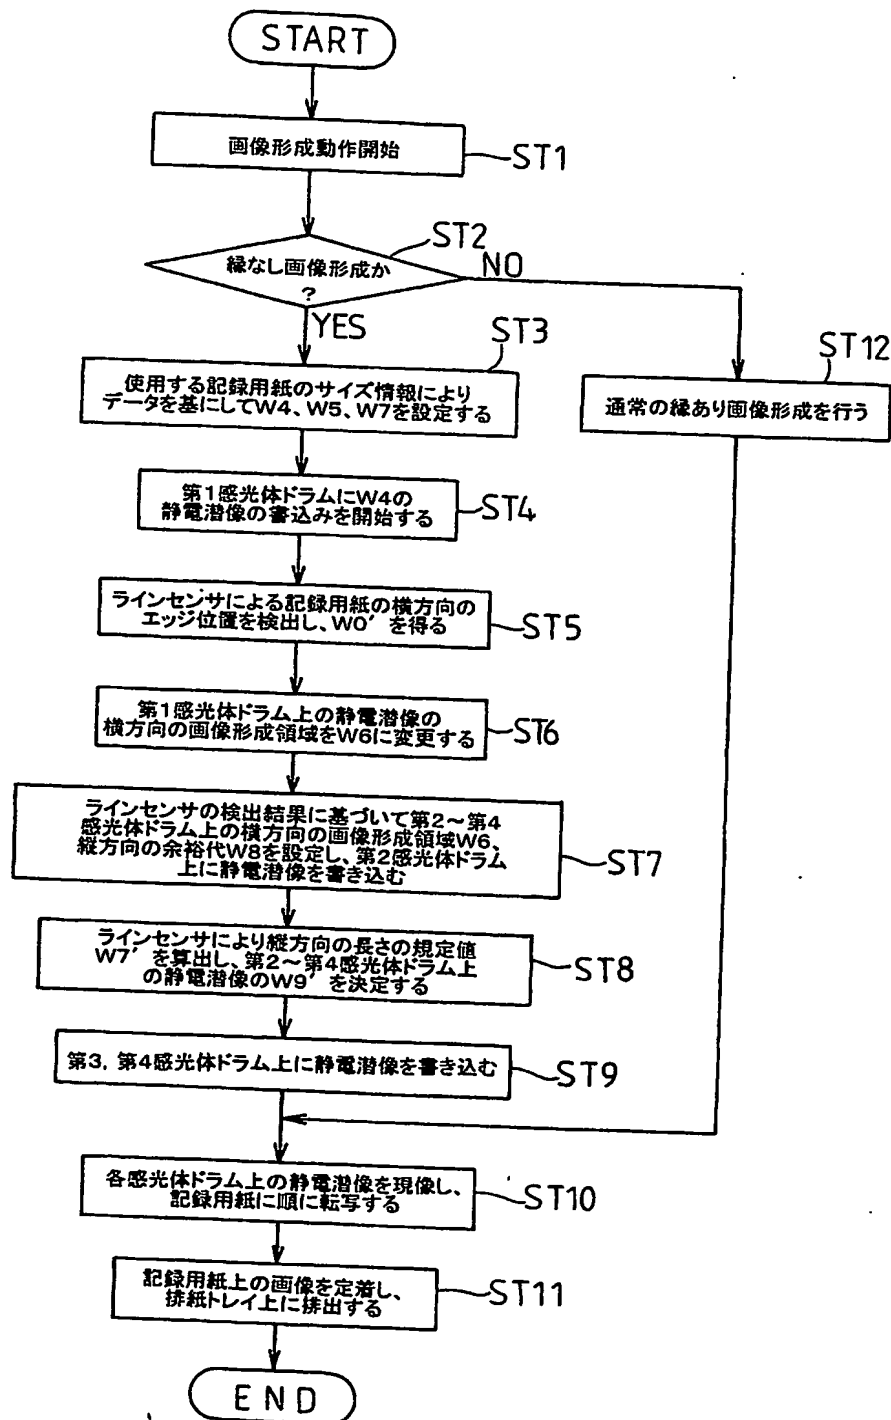 START
画像形成動作開始
ST1
ST2
縁なし画像形成か
?
NO
YES
ST3
使用する記録用紙のサイズ情報により
データを基にしてW4、W5、W7を設定する
ST12
通常の縁あり画像形成を行う
第1感光体ドラムにW4の
静電潜像の書込みを開始する
ST4
ラインセンサによる記録用紙の横方向の
エッジ位置を検出し、W0′を得る
ST5
第1感光体ドラム上の静電潜像の
横方向の画像形成領域をW6に変更する
ST6
ラインセンサの検出結果に基づいて第2〜第4
感光体ドラム上の横方向の画像形成領域W6、
縦方向の余裕代W8を設定し、第2感光体ドラム
上に静電潜像を書き込む
ST7
ラインセンサにより縦方向の長さの規定値
W7′を算出し、第2〜第4感光体ドラム上
の静電潜像のW9′を決定する
ST8
第3，第4感光体ドラム上に静電潜像を書き込む
ST9
各感光体ドラム上の静電潜像を現像し、
記録用紙に順に転写する
ST10
記録用紙上の画像を定着し、
排紙トレイ上に排出する
ST11
END